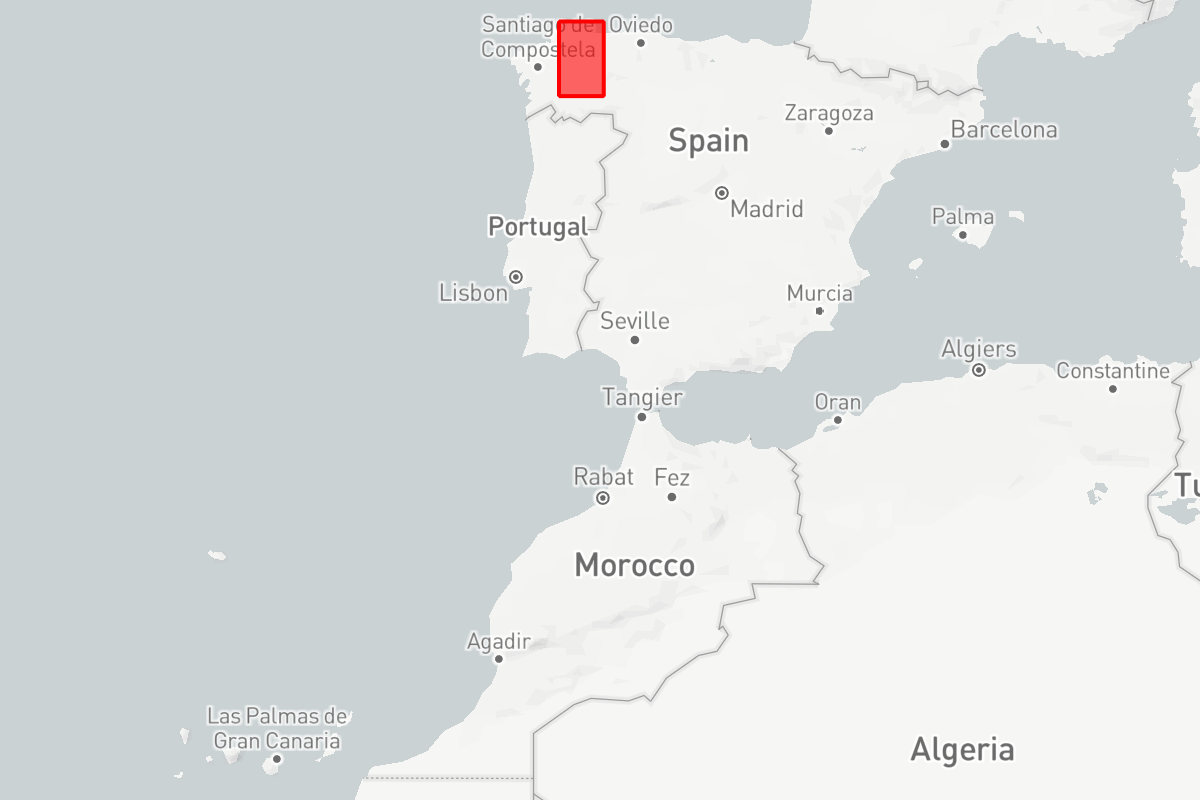 Santiago de
Compostela
Oviedo
Zaragoza
Barcelona
Spain
Madrid
Palma
Portugal
Lisbon
Murcia
Seville
Algiers
Constantine
Tangier
Oran
Rabat
Fez
Tu
Morocco
Agadir
Las Palmas de
Gran Canaria
Algeria